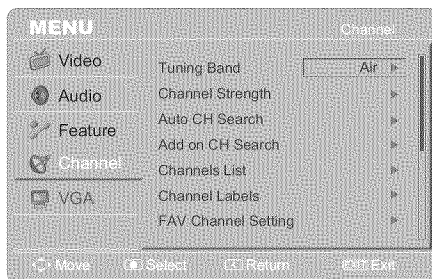 MENU
Channel
Video
Audio
Feature
Channel
VGA
Tuning Band Air
Channel Strength
Auto CH Search
Add on CH Search
Channels List
Channel Labels
FAV Channel Setting
Move Select Return EXIT Exit